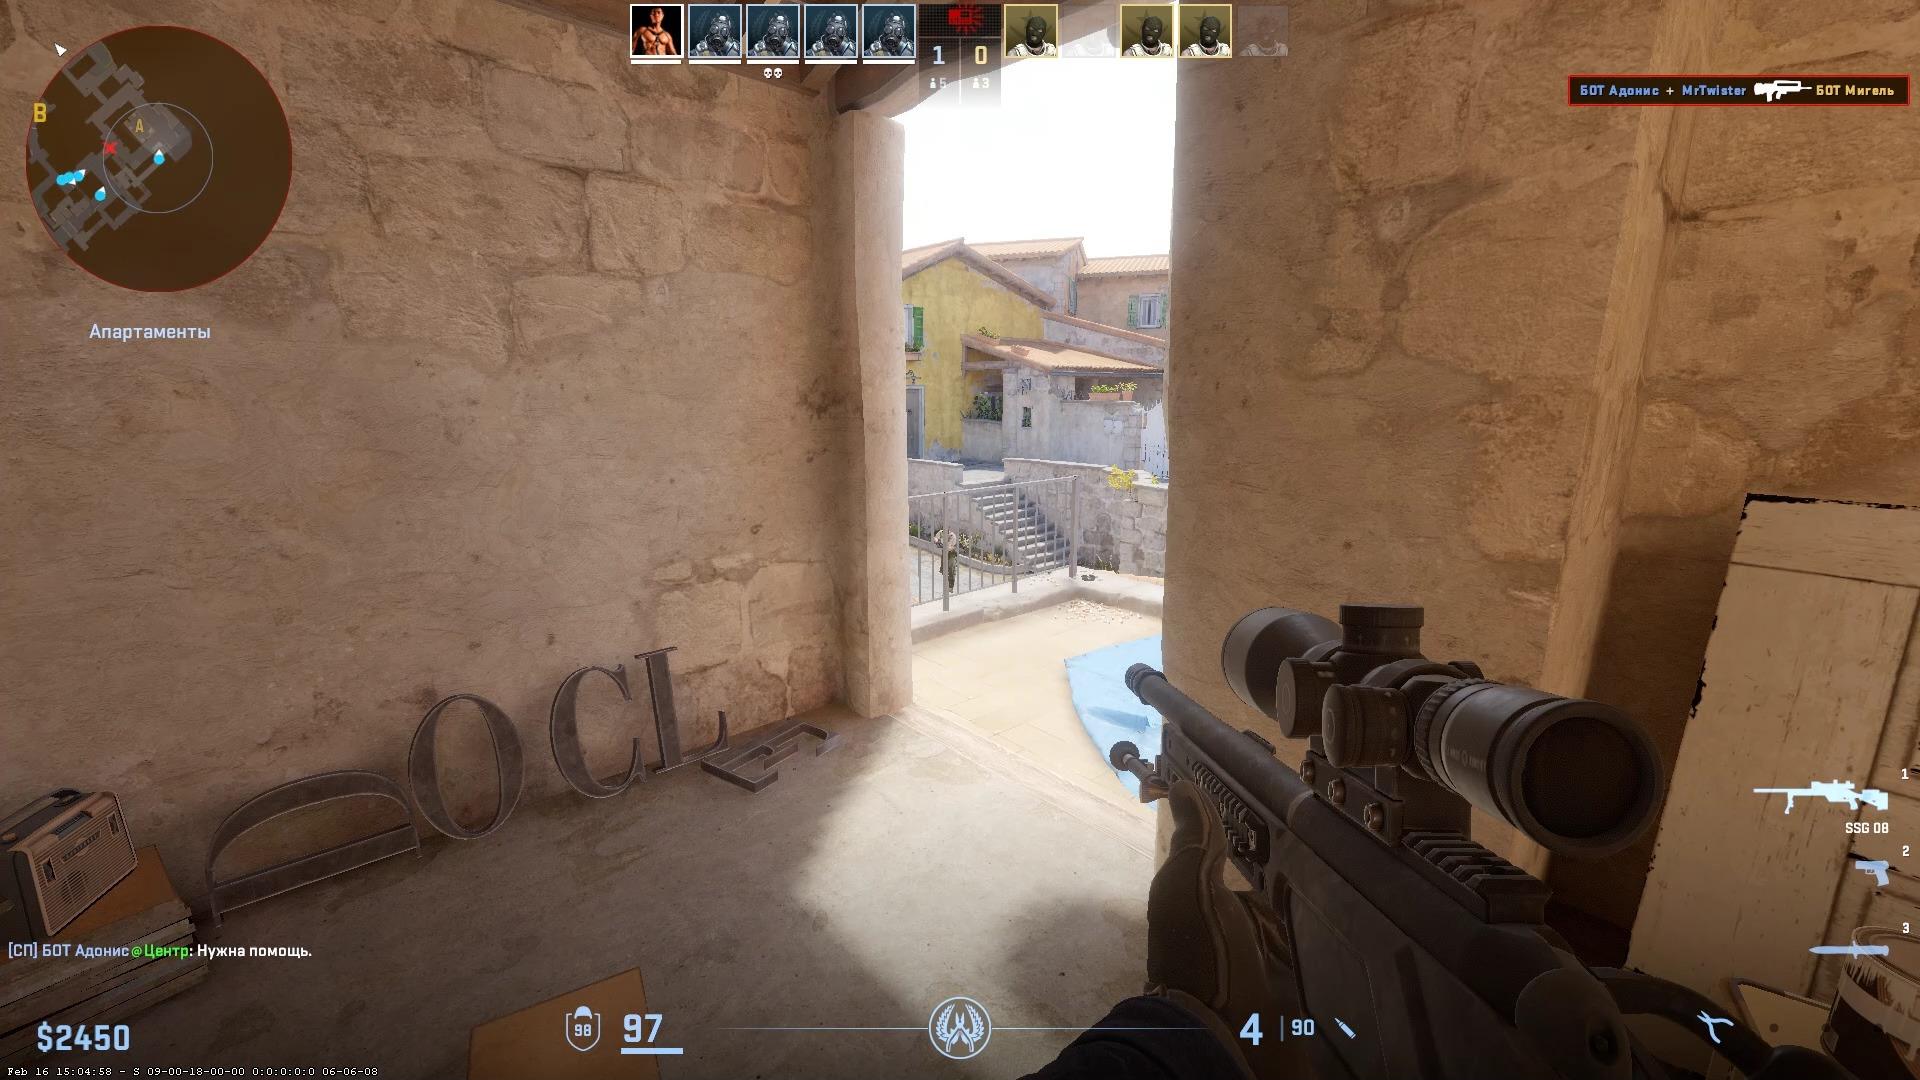 1 0
5 3
БОТ Адонис + MrTwister БОТ Мигель
B
A
Апартаменты
DOCLE
1
SSG 08
2
3
[СП] БОТ Адонис@Центр: Нужна помощь.
$2450
98 97
4 | 90
Feb 16 15:04:58 - S 09-00-18-00-00 0:0:0:0:0 06-06-08